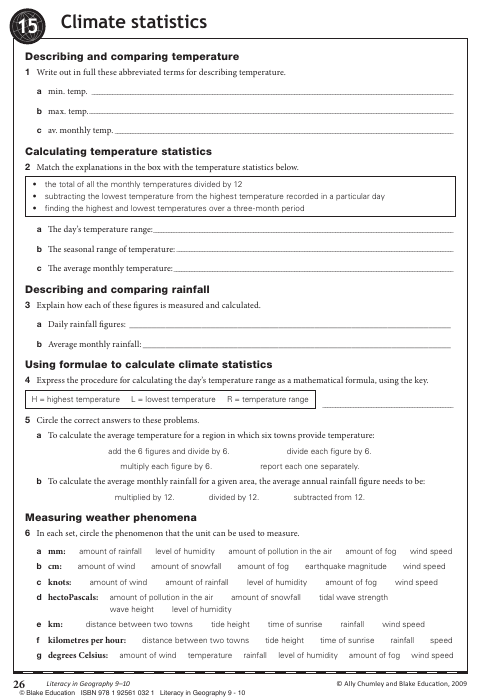 15 Climate statistics
Describing and comparing temperature
1 Write out in full these abbreviated terms for describing temperature.
a min. temp.
b max. temp.
c av. monthly temp.
Calculating temperature statistics
2 Match the explanations in the box with the temperature statistics below.
• the total of all the monthly temperatures divided by 12
• subtracting the lowest temperature from the highest temperature recorded in a particular day
• finding the highest and lowest temperatures over a three-month period
a The day's temperature range:
b The seasonal range of temperature:
c The average monthly temperature:
Describing and comparing rainfall
3 Explain how each of these figures is measured and calculated.
a Daily rainfall figures:
b Average monthly rainfall:
Using formulae to calculate climate statistics
4 Express the procedure for calculating the day's temperature range as a mathematical formula, using the key.
H = highest temperature L = lowest temperature R = temperature range
5 Circle the correct answers to these problems.
a To calculate the average temperature for a region in which six towns provide temperature:
add the 6 figures and divide by 6. divide each figure by 6.
multiply each figure by 6. report each one separately.
b To calculate the average monthly rainfall for a given area, the average annual rainfall figure needs to be:
multiplied by 12. divided by 12. subtracted from 12.
Measuring weather phenomena
6 In each set, circle the phenomenon that the unit can be used to measure.
a mm: amount of rainfall level of humidity amount of pollution in the air amount of fog wind speed
b cm: amount of wind amount of snowfall amount of fog earthquake magnitude wind speed
c knots: amount of wind amount of rainfall level of humidity amount of fog wind speed
d hectoPascals: amount of pollution in the air amount of snowfall tidal wave strength
wave height level of humidity
e km: distance between two towns tide height time of sunrise rainfall wind speed
f kilometres per hour: distance between two towns tide height time of sunrise rainfall speed
g degrees Celsius: amount of wind temperature rainfall level of humidity amount of fog wind speed
26 Literacy in Geography 9–10 © Ally Chumley and Blake Education, 2009
© Blake Education ISBN 978 1 92561 032 1 Literacy in Geography 9 - 10